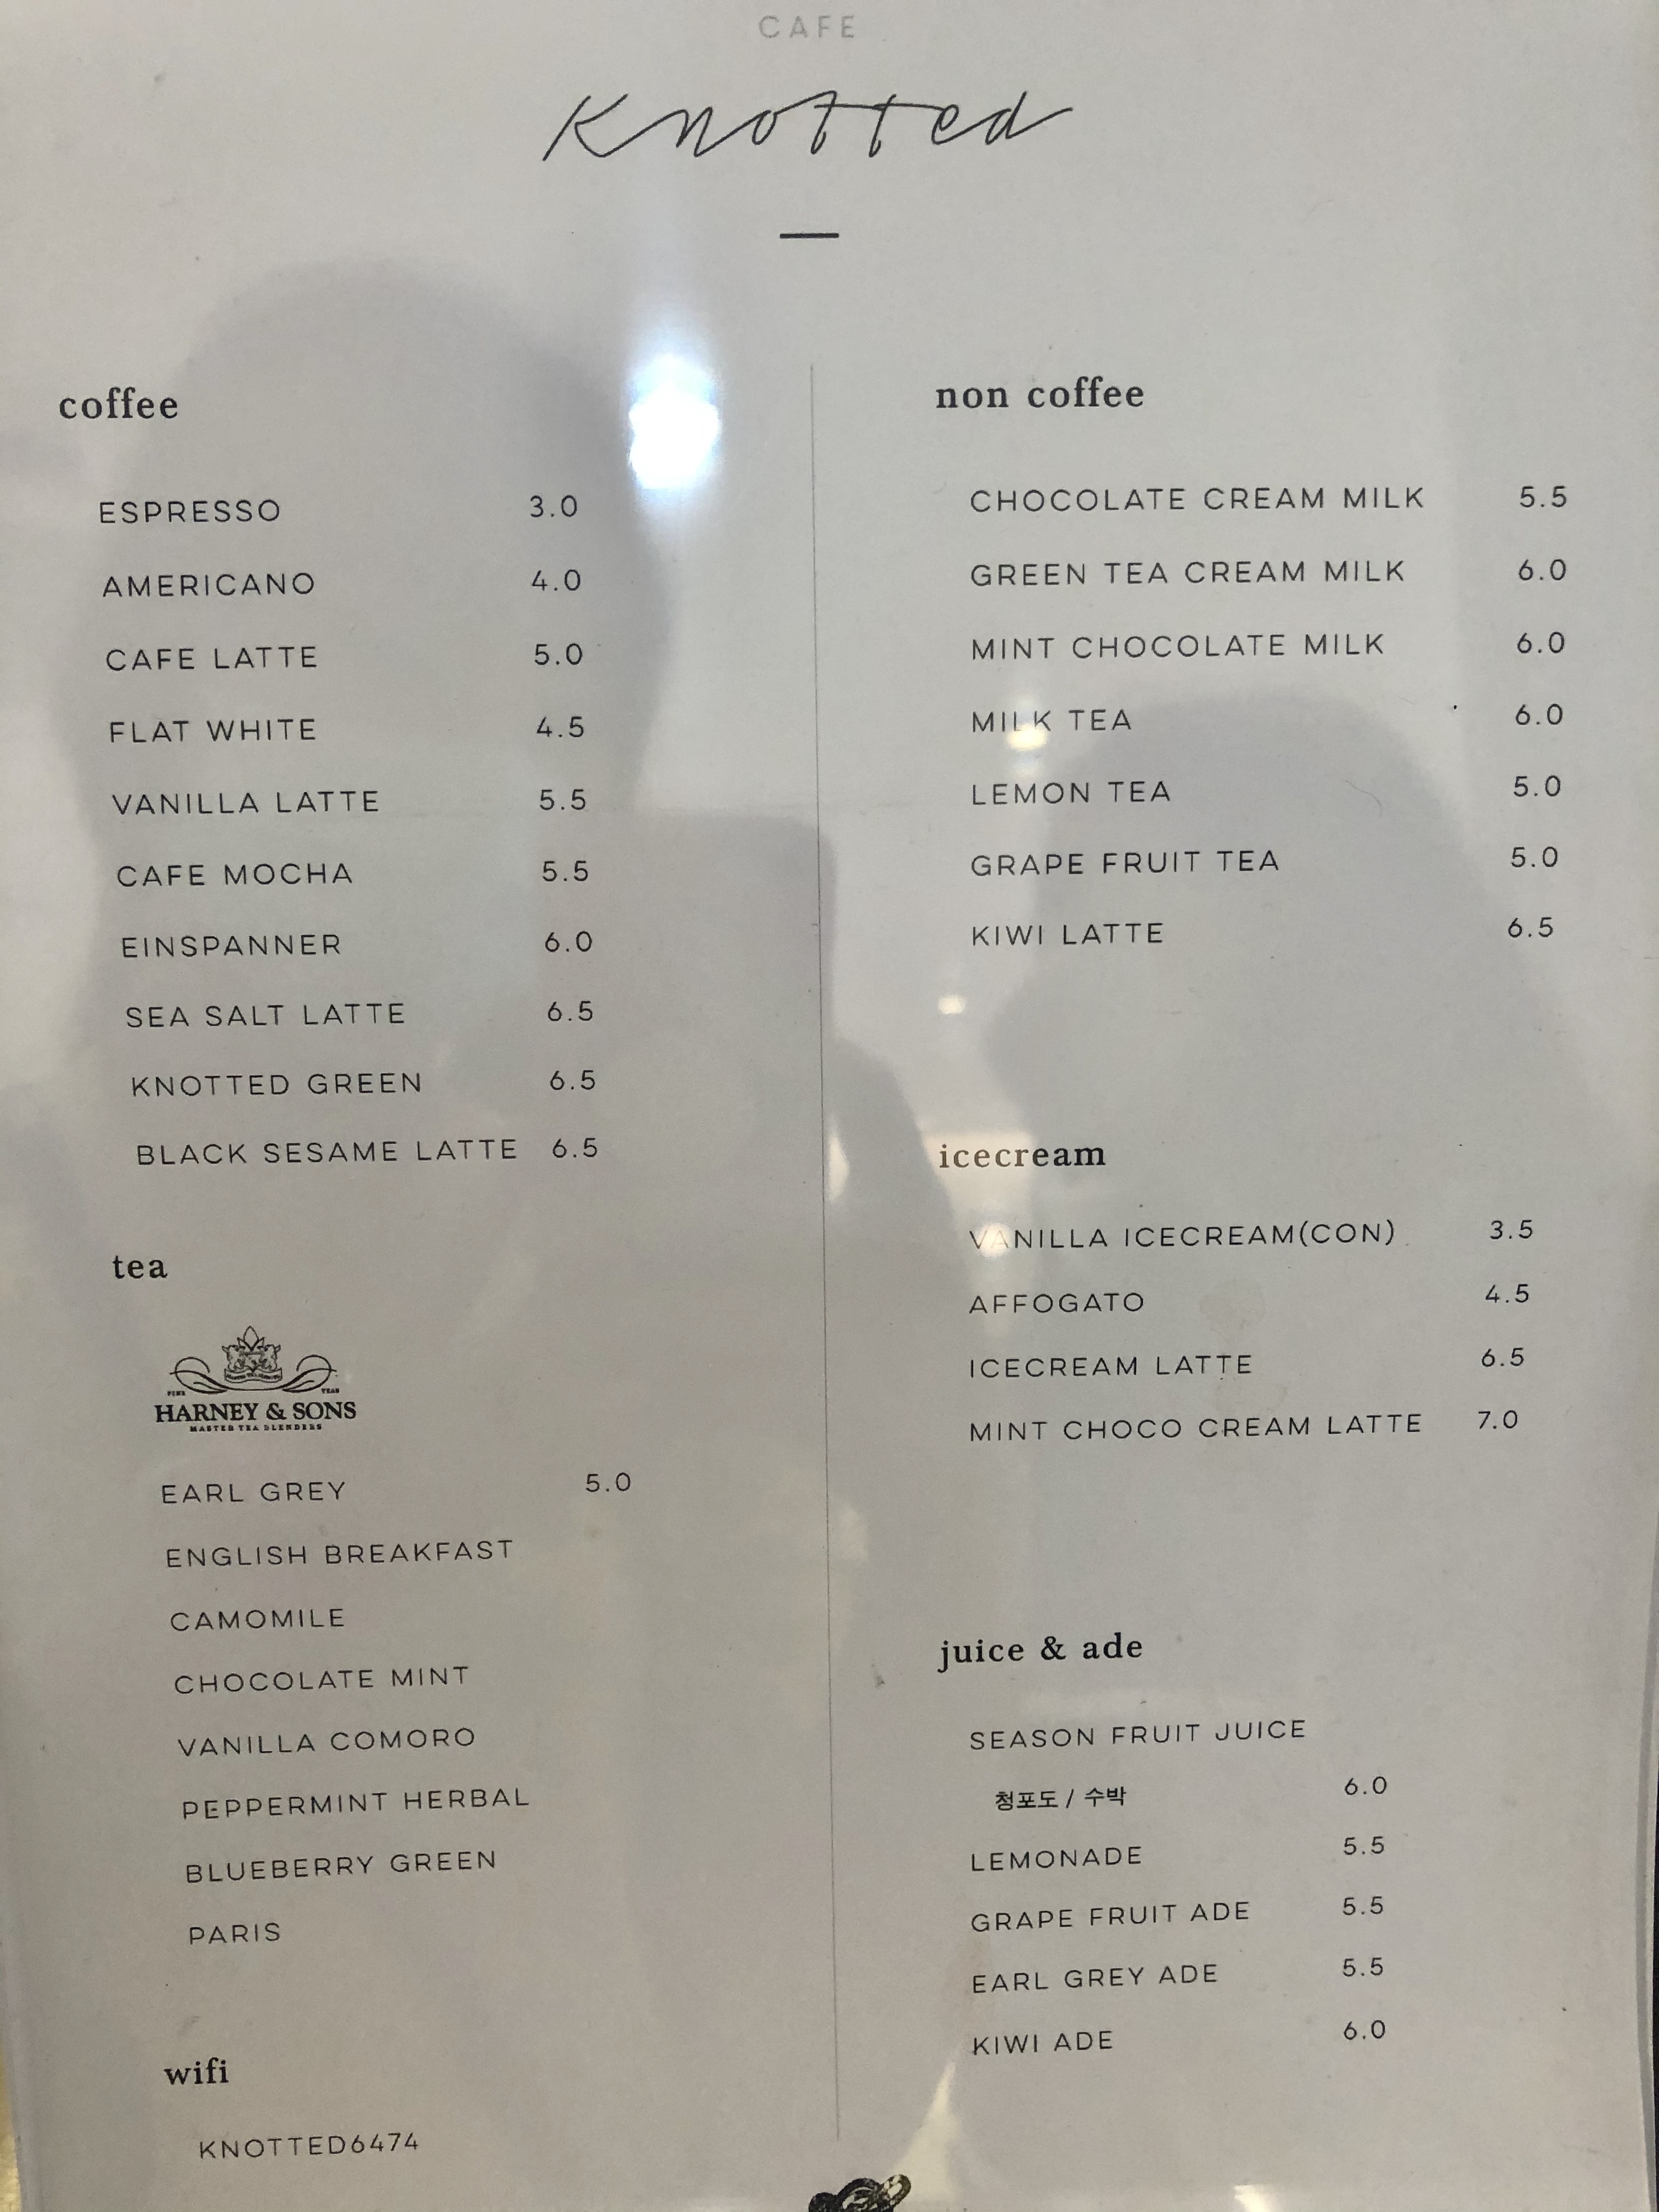 CAFE
Knotted
coffee
ESPRESSO 3.0
AMERICANO 4.0
CAFE LATTE 5.0
FLAT WHITE 4.5
VANILLA LATTE 5.5
CAFE MOCHA 5.5
EINSPANNER 6.0
SEA SALT LATTE 6.5
KNOTTED GREEN 6.5
BLACK SESAME LATTE 6.5
tea
FINE TEAS
HARNEY & SONS
MASTER TEA BLENDERS
EARL GREY 5.0
ENGLISH BREAKFAST
CAMOMILE
CHOCOLATE MINT
VANILLA COMORO
PEPPERMINT HERBAL
BLUEBERRY GREEN
PARIS
wifi
KNOTTED6474
non coffee
CHOCOLATE CREAM MILK 5.5
GREEN TEA CREAM MILK 6.0
MINT CHOCOLATE MILK 6.0
MILK TEA 6.0
LEMON TEA 5.0
GRAPE FRUIT TEA 5.0
KIWI LATTE 6.5
icecream
VANILLA ICECREAM(CON) 3.5
AFFOGATO 4.5
ICECREAM LATTE 6.5
MINT CHOCO CREAM LATTE 7.0
juice & ade
SEASON FRUIT JUICE
청포도 / 수박 6.0
LEMONADE 5.5
GRAPE FRUIT ADE 5.5
EARL GREY ADE 5.5
KIWI ADE 6.0